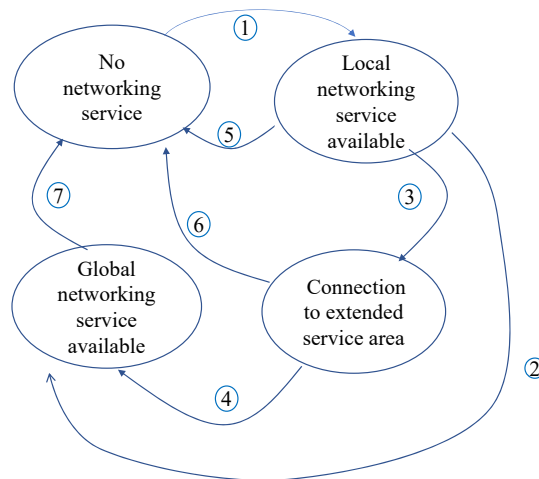 1
No
networking
service
Local
networking
service
available
5
3
7
6
Global
networking
service
available
Connection
to extended
service area
2
4